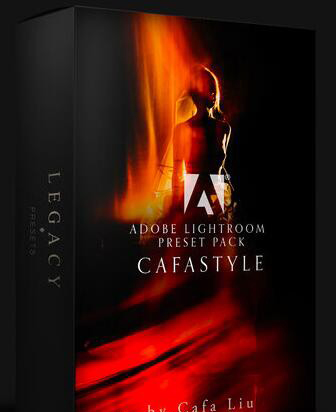 LEGACY
PRESETS
®
ADOBE LIGHTROOM
PRESET PACK
CAFASTYLE
by Cafa Liu